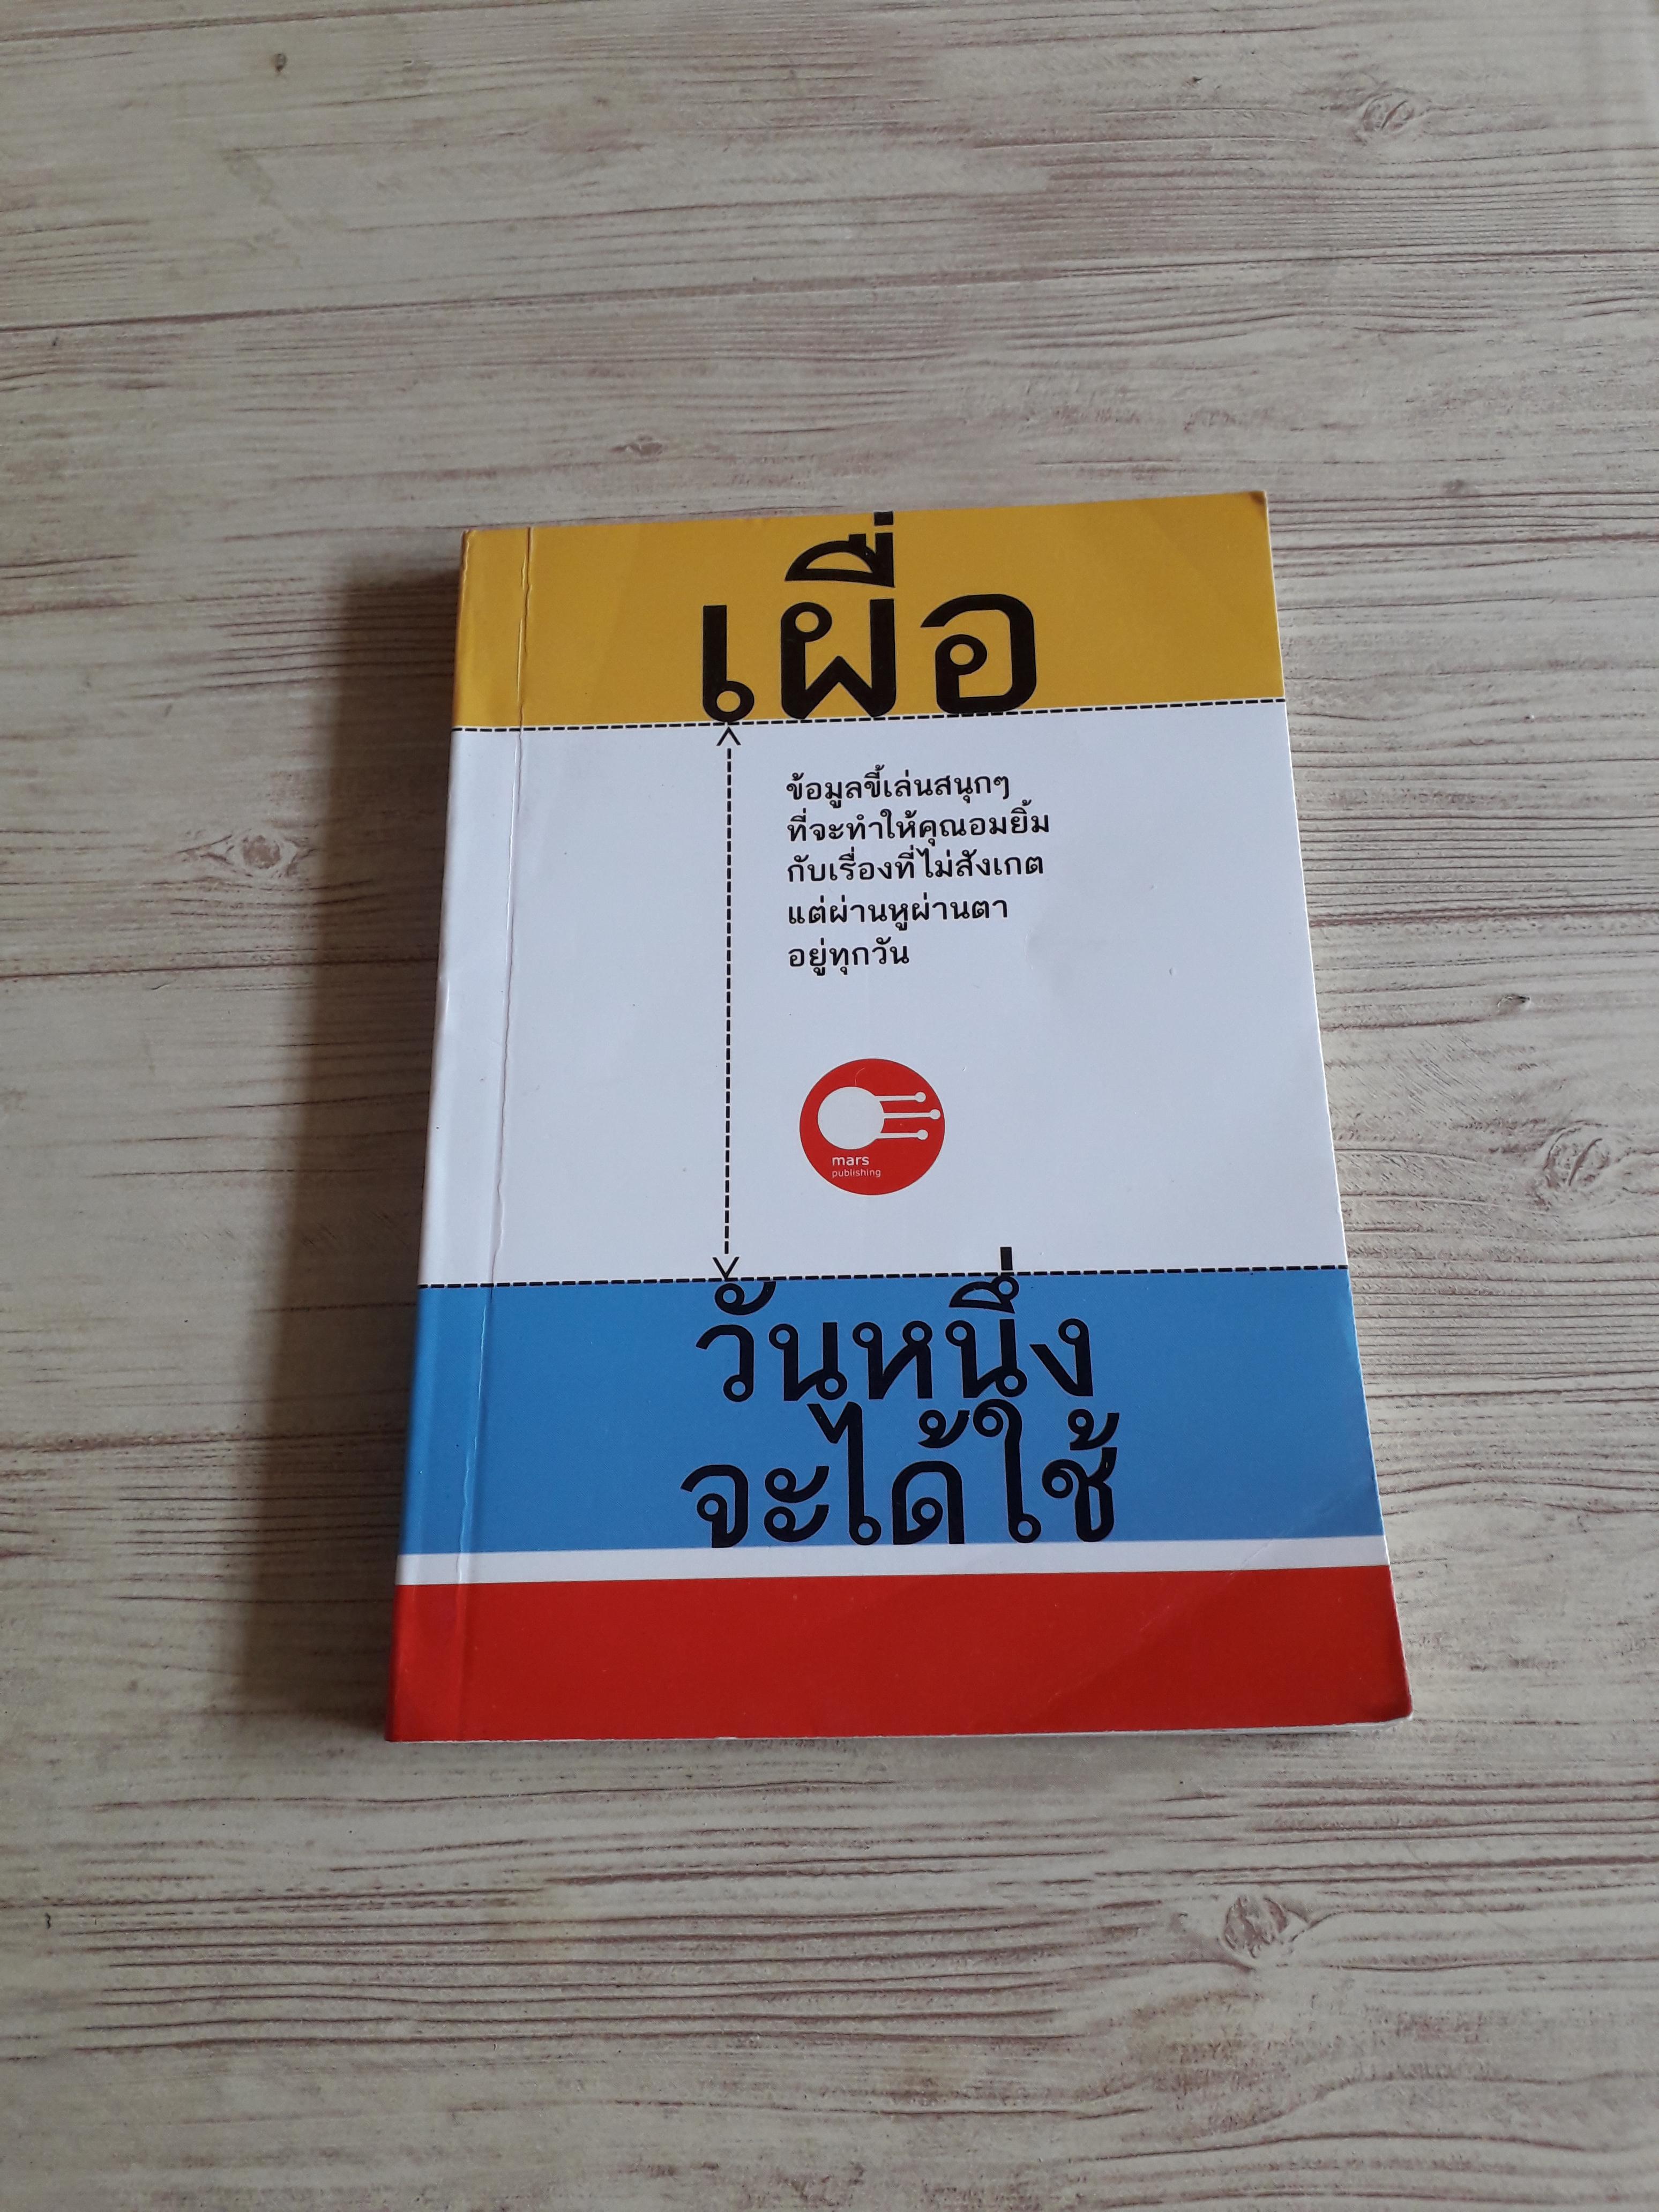 เผื่อ
ข้อมูลขี้เล่นสนุกๆ
ที่จะทำให้คุณอมยิ้ม
กับเรื่องที่ไม่สังเกต
แต่ผ่านหูผ่านตา
อยู่ทุกวัน
mars
publishing
วันหนึ่ง
จะได้ใช้